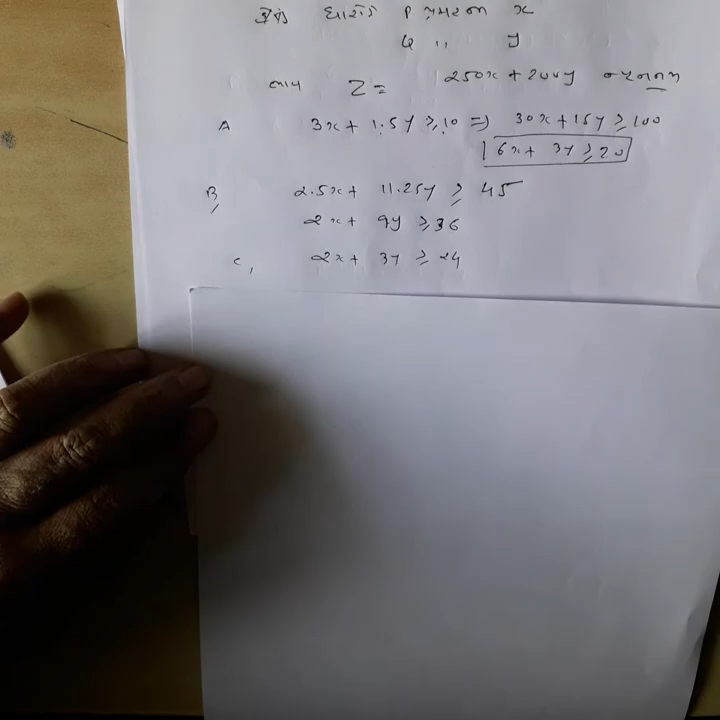 P x
Q ,, y
Z = 250x + 200y
A 3x + 1.5y ≥ 10 ⇒ 30x + 15y ≥ 100
6x + 3y ≥ 20
B, 2.5x + 11.25y ≥ 45
2x + 9y ≥ 36
C, 2x + 3y ≥ 24